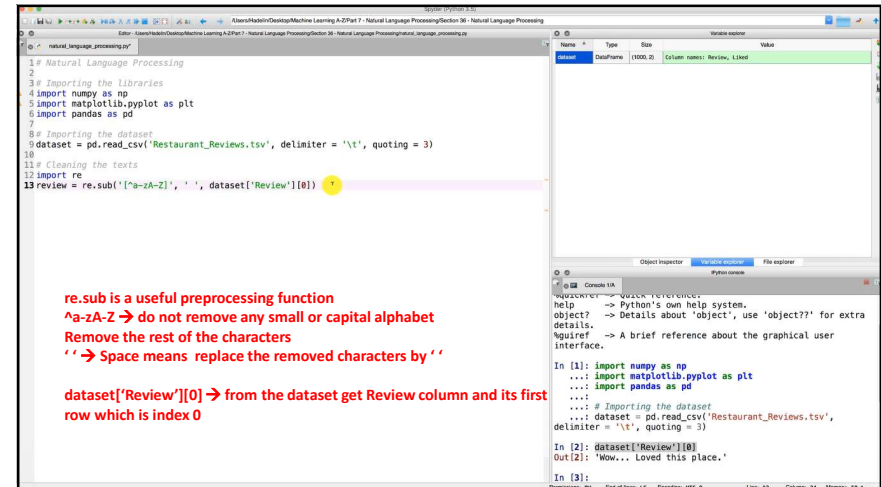 Spyder (Python 3.5)
/Users/Hadelin/Desktop/Machine Learning A-Z/Part 7 - Natural Language Processing/Section 36 - Natural Language Processing
Editor - /Users/Hadelin/Desktop/Machine Learning A-Z/Part 7 - Natural Language Processing/Section 36 - Natural Language Processing/natural_language_processing.py
natural_language_processing.py*
1 # Natural Language Processing
2
3 # Importing the libraries
4 import numpy as np
5 import matplotlib.pyplot as plt
6 import pandas as pd
7
8 # Importing the dataset
9 dataset = pd.read_csv('Restaurant_Reviews.tsv', delimiter = '\t', quoting = 3)
10
11 # Cleaning the texts
12 import re
13 review = re.sub('[^a-zA-Z]', ' ', dataset['Review'][0])
re.sub is a useful preprocessing function
^a-zA-Z → do not remove any small or capital alphabet
Remove the rest of the characters
‘ ‘ → Space means replace the removed characters by ‘ ‘
dataset[‘Review’][0] → from the dataset get Review column and its first
row which is index 0
Variable explorer
Name Type Size Value
dataset DataFrame (1000, 2) Column names: Review, Liked
Object inspector Variable explorer File explorer
IPython console
Console 1/A
%quickref -> Quick reference.
help -> Python's own help system.
object? -> Details about 'object', use 'object??' for extra
details.
%guiref -> A brief reference about the graphical user
interface.
In [1]: import numpy as np
...: import matplotlib.pyplot as plt
...: import pandas as pd
...:
...: # Importing the dataset
...: dataset = pd.read_csv('Restaurant_Reviews.tsv',
delimiter = '\t', quoting = 3)
In [2]: dataset['Review'][0]
Out[2]: 'Wow... Loved this place.'
In [3]: